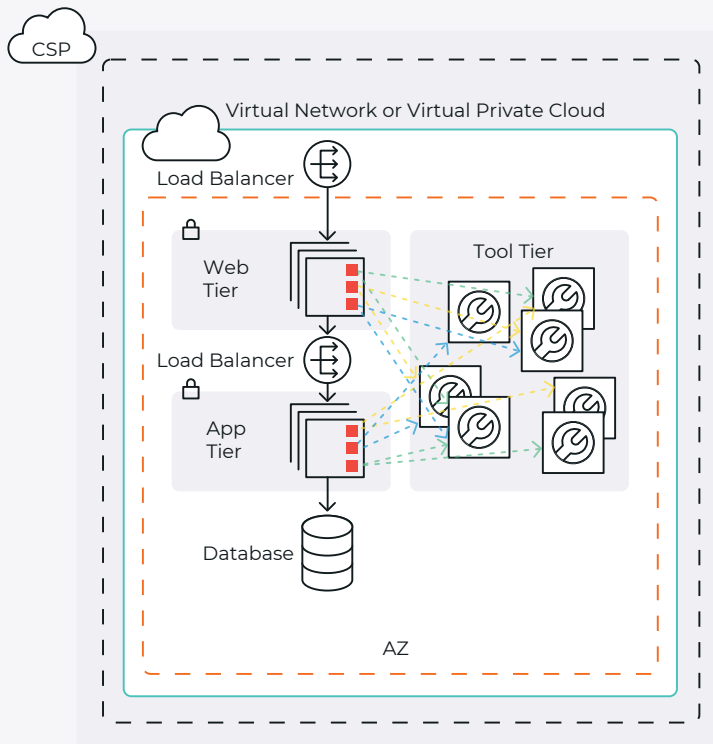 CSP
Virtual Network or Virtual Private Cloud
Load Balancer
Web
Tier
Tool Tier
Load Balancer
App
Tier
Database
AZ